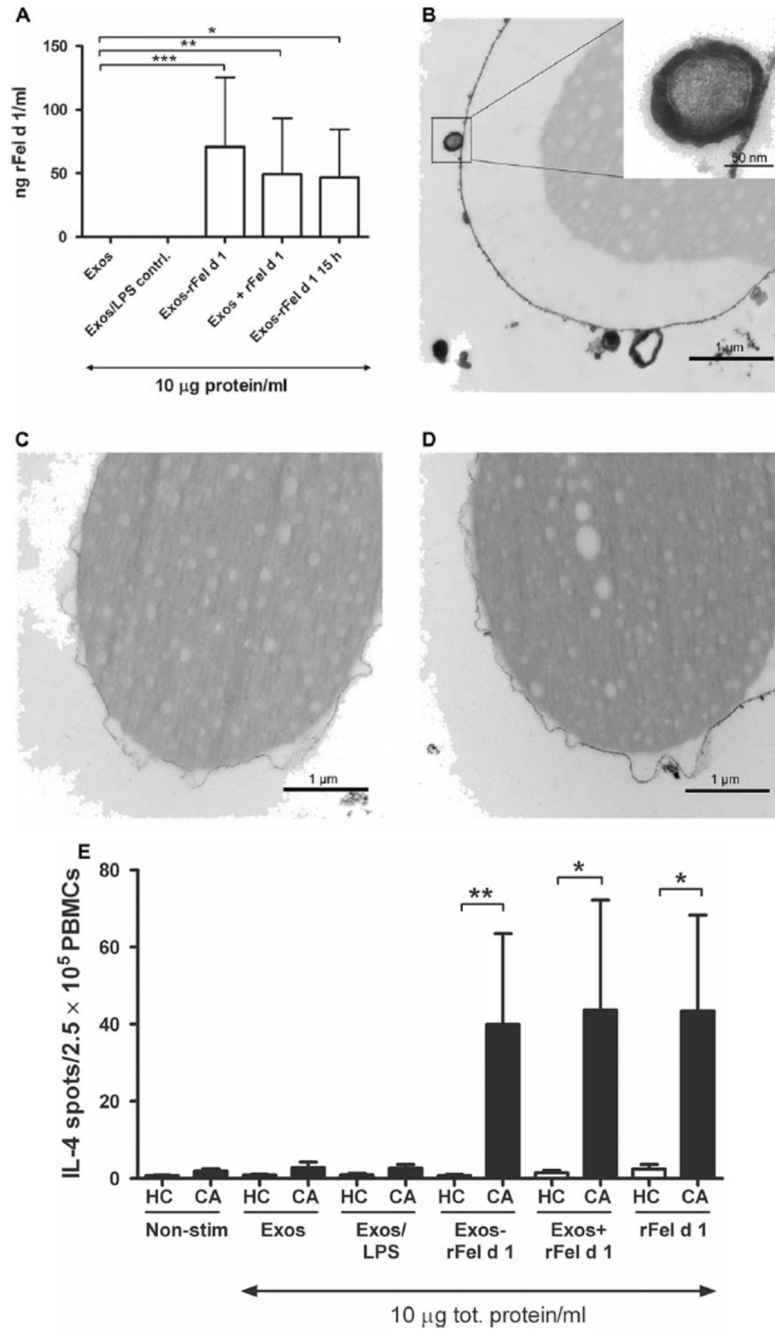 A
B
ng rFel d 1/ml
150
100
50
0
*
**
***
Exos
Exos/LPS contrl.
Exos-rFel d 1
Exos + rFel d 1
Exos-rFel d 1 15 h
10 µg protein/ml
50 nm
1 µm
C
D
1 µm
1 µm
E
IL-4 spots/2.5 × 10⁵ PBMCs
80
60
40
20
0
**
*
*
HC CA HC CA HC CA HC CA HC CA HC CA
Non-stim Exos Exos/ Exos- Exos+ rFel d 1
LPS rFel d 1 rFel d 1
10 µg tot. protein/ml